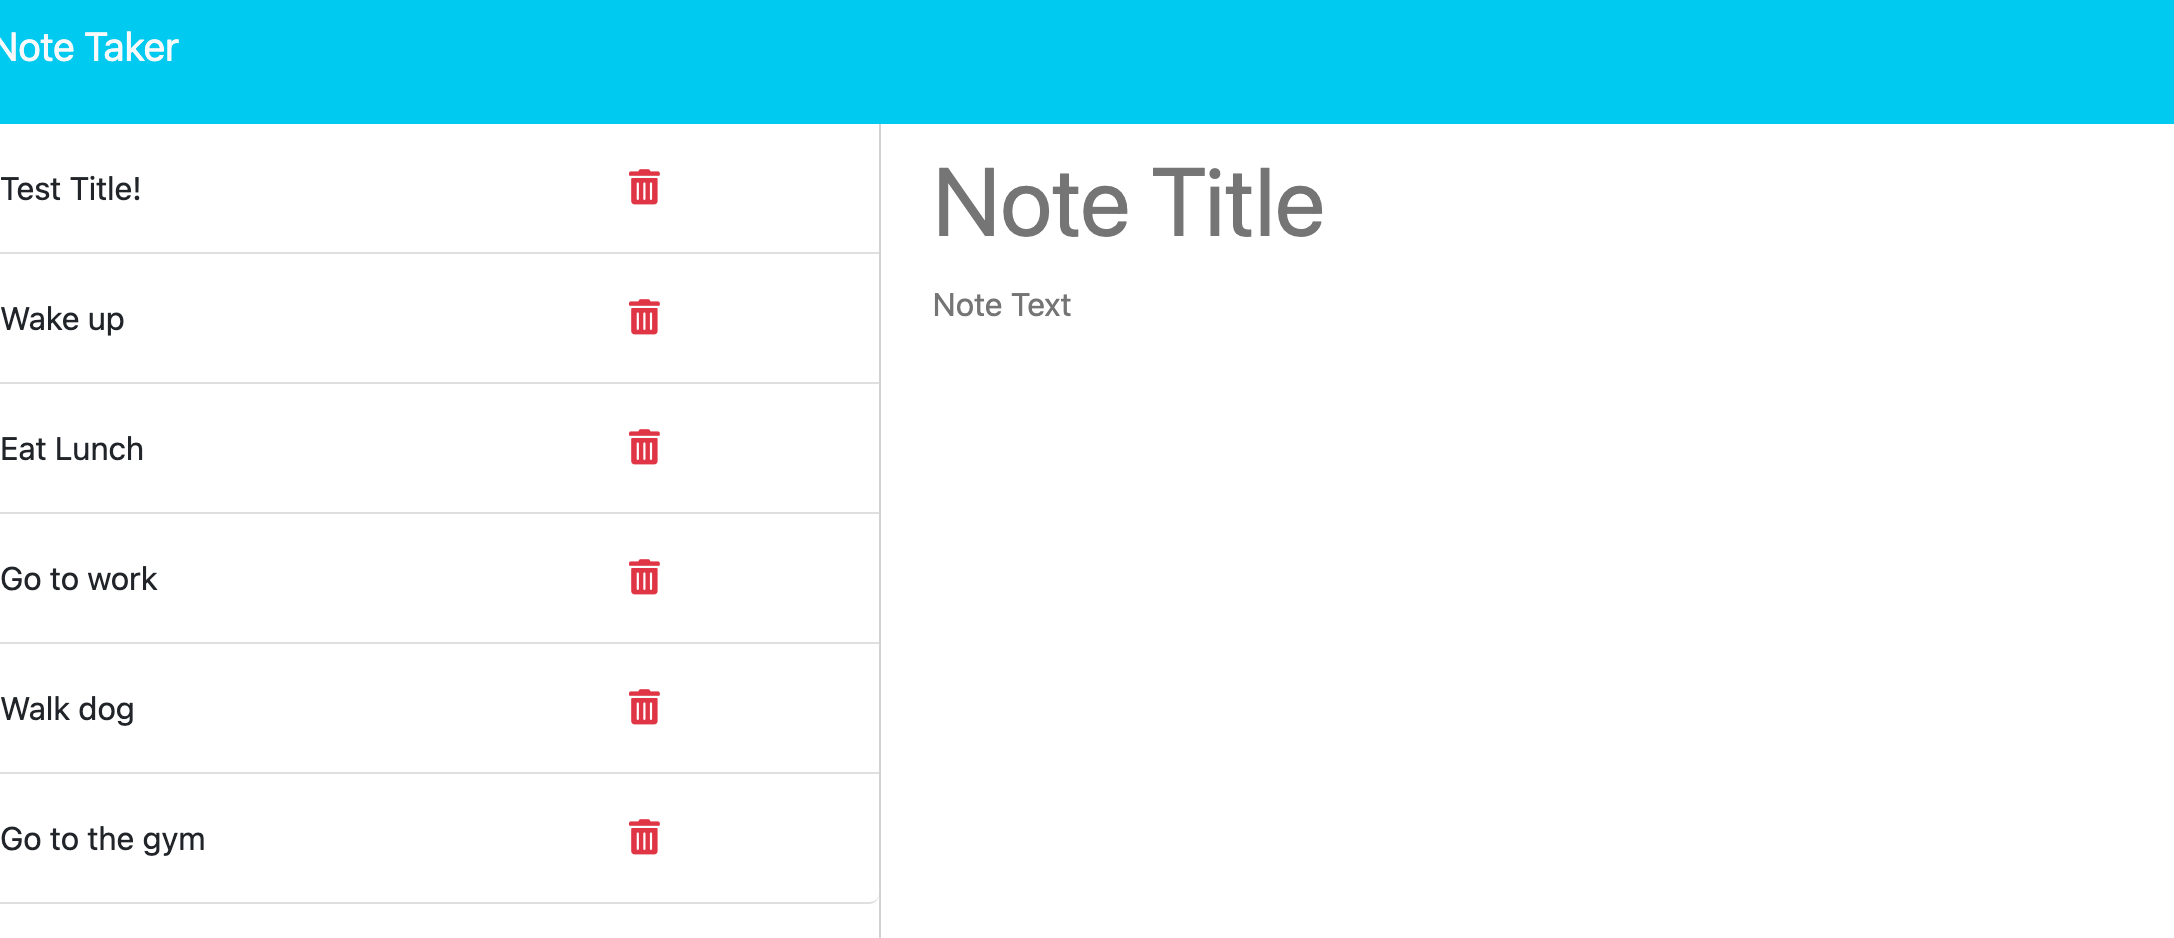 Note Taker
Test Title!
Wake up
Eat Lunch
Go to work
Walk dog
Go to the gym
Note Title
Note Text